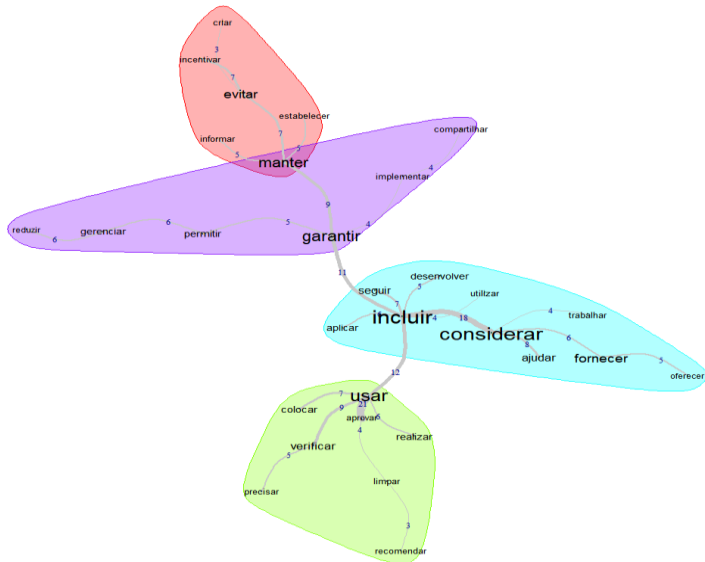 criar
3
incentivar
7
evitar
estabelecer
7
informar
5
5
manter
compartilhar
4
implementar
9
reduzir
6
gerenciar
6
permitir
5
4
garantir
11
desenvolver
5
seguir
7
utilizar
aplicar
incluir
4
18
considerar
4
trabalhar
6
8
ajudar
fornecer
5
oferecer
12
usar
7
colocar
9
21
aprevar
6
4
realizar
verificar
5
precisar
limpar
3
recomendar